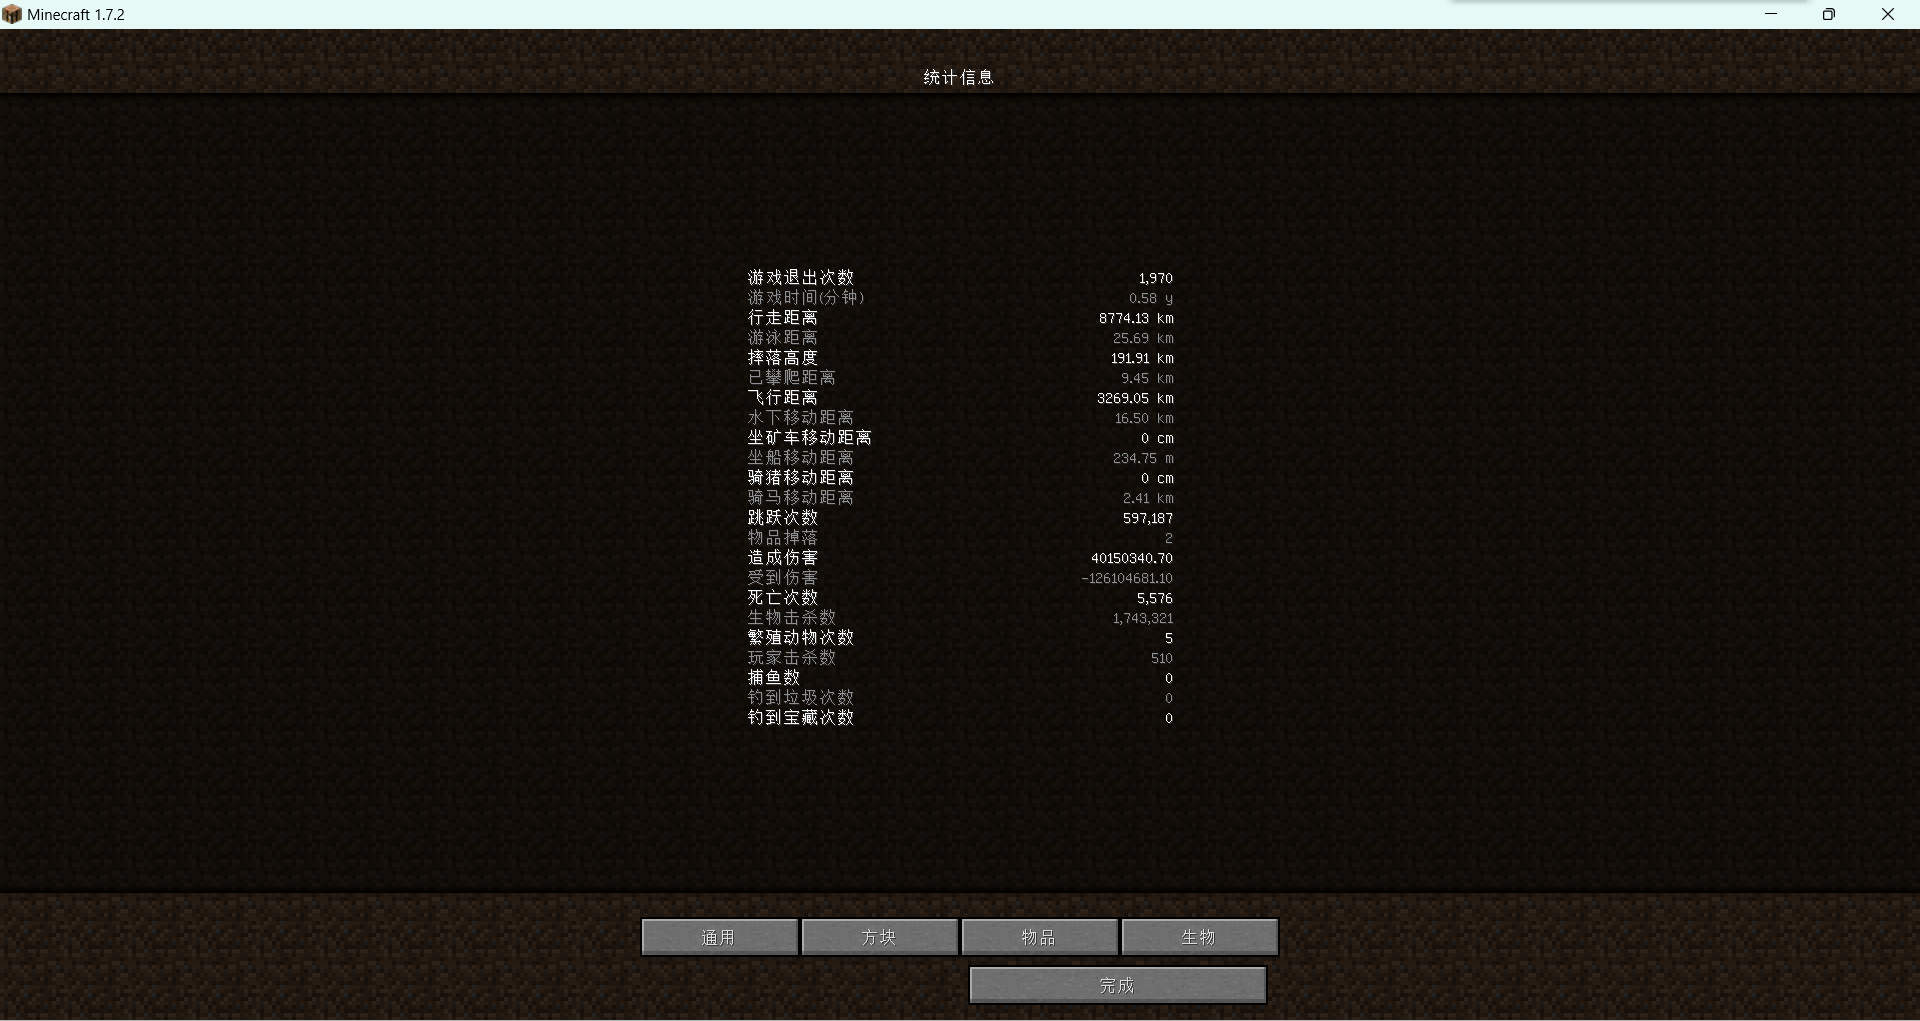 Minecraft 1.7.2
统计信息
游戏退出次数 1,970
游戏时间(分钟) 0.58 y
行走距离 8774.13 km
游泳距离 25.69 km
摔落高度 191.91 km
已攀爬距离 9.45 km
飞行距离 3269.05 km
水下移动距离 16.50 km
坐矿车移动距离 0 cm
坐船移动距离 234.75 m
骑猪移动距离 0 cm
骑马移动距离 2.41 km
跳跃次数 597,187
物品掉落 2
造成伤害 40150340.70
受到伤害 -126104681.10
死亡次数 5,576
生物击杀数 1,743,321
繁殖动物次数 5
玩家击杀数 510
捕鱼数 0
钓到垃圾次数 0
钓到宝藏次数 0
通用 方块 物品 生物
完成